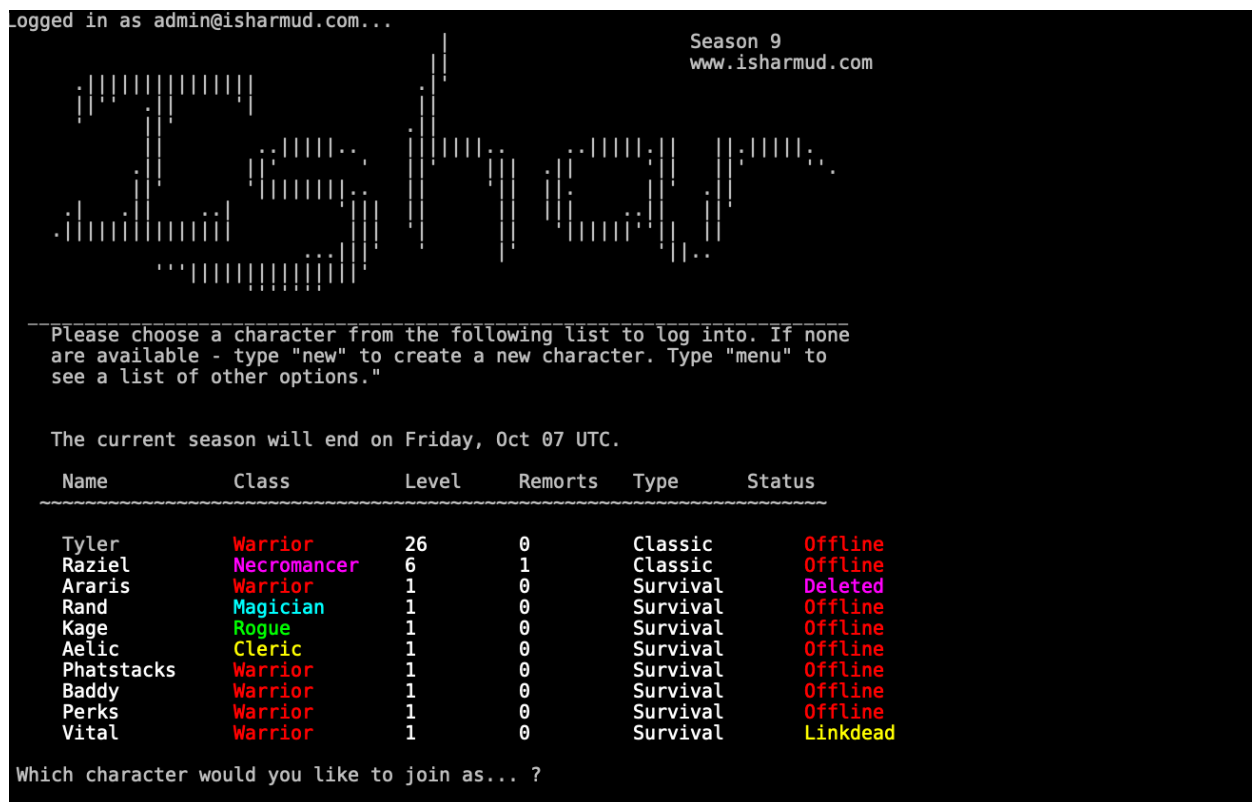 Logged in as admin@isharmud.com...
Season 9
www.isharmud.com
Ishar
Please choose a character from the following list to log into. If none
are available - type "new" to create a new character. Type "menu" to
see a list of other options."
The current season will end on Friday, Oct 07 UTC.
Name Class Level Remorts Type Status
Tyler Warrior 26 0 Classic Offline
Raziel Necromancer 6 1 Classic Offline
Araris Warrior 1 0 Survival Deleted
Rand Magician 1 0 Survival Offline
Kage Rogue 1 0 Survival Offline
Aelic Cleric 1 0 Survival Offline
Phatstacks Warrior 1 0 Survival Offline
Baddy Warrior 1 0 Survival Offline
Perks Warrior 1 0 Survival Offline
Vital Warrior 1 0 Survival Linkdead
Which character would you like to join as... ?